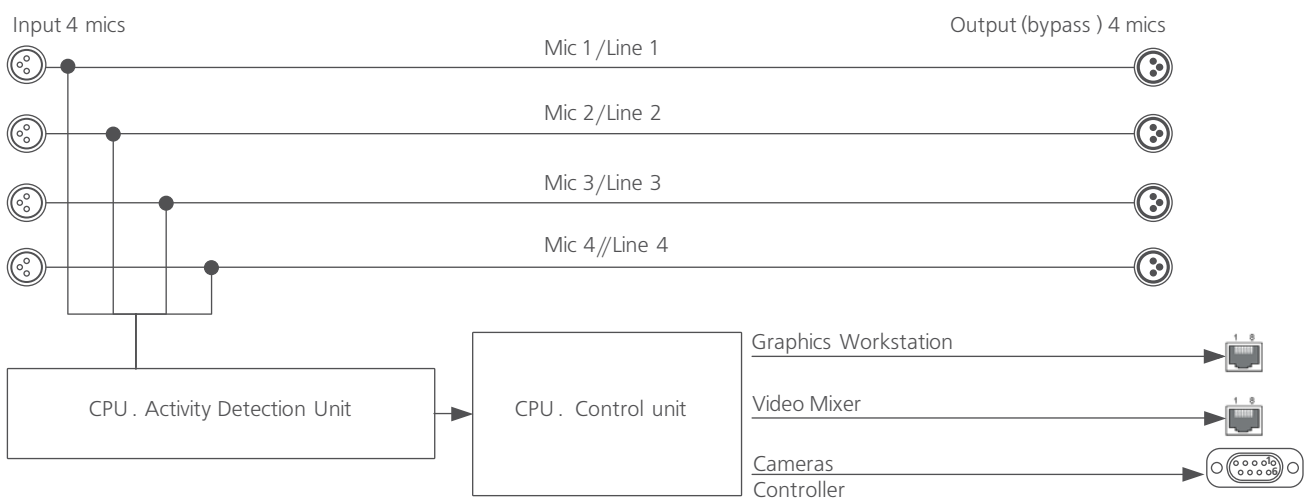 Input 4 mics
Output (bypass ) 4 mics
Mic 1/Line 1
Mic 2/Line 2
Mic 3/Line 3
Mic 4//Line 4
Graphics Workstation
1 8
CPU . Activity Detection Unit
CPU . Control unit
Video Mixer
1 8
Cameras
Controller
1
6